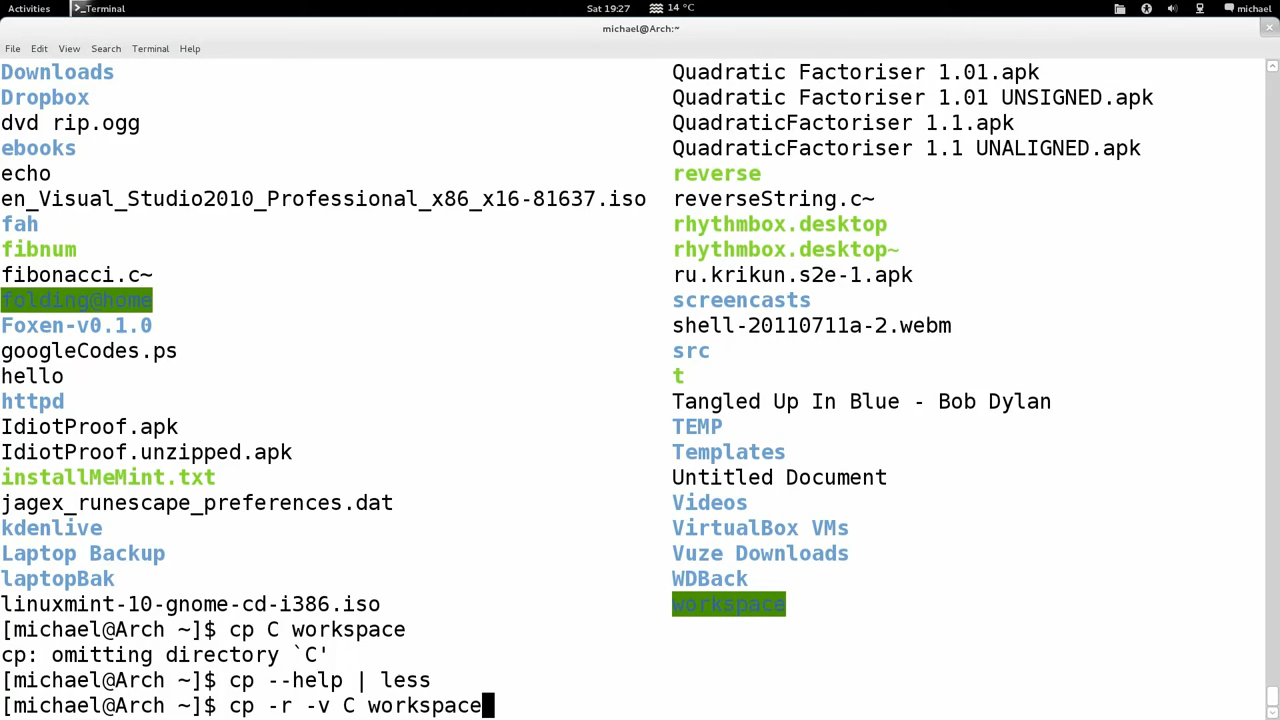 Activities
Terminal
Sat 19:27
14 °C
michael
michael@Arch:~
File Edit View Search Terminal Help
Downloads
Dropbox
dvd rip.ogg
ebooks
echo
en_Visual_Studio2010_Professional_x86_x16-81637.iso
fah
fibnum
fibonacci.c~
folding@home
Foxen-v0.1.0
googleCodes.ps
hello
httpd
IdiotProof.apk
IdiotProof.unzipped.apk
installMeMint.txt
jagex_runescape_preferences.dat
kdenlive
Laptop Backup
laptopBak
linuxmint-10-gnome-cd-i386.iso
Quadratic Factoriser 1.01.apk
Quadratic Factoriser 1.01 UNSIGNED.apk
QuadraticFactoriser 1.1.apk
QuadraticFactoriser 1.1 UNALIGNED.apk
reverse
reverseString.c~
rhythmbox.desktop
rhythmbox.desktop~
ru.krikun.s2e-1.apk
screencasts
shell-20110711a-2.webm
src
t
Tangled Up In Blue - Bob Dylan
TEMP
Templates
Untitled Document
Videos
VirtualBox VMs
Vuze Downloads
WDBack
workspace
[michael@Arch ~]$ cp C workspace
cp: omitting directory `C'
[michael@Arch ~]$ cp --help | less
[michael@Arch ~]$ cp -r -v C workspace